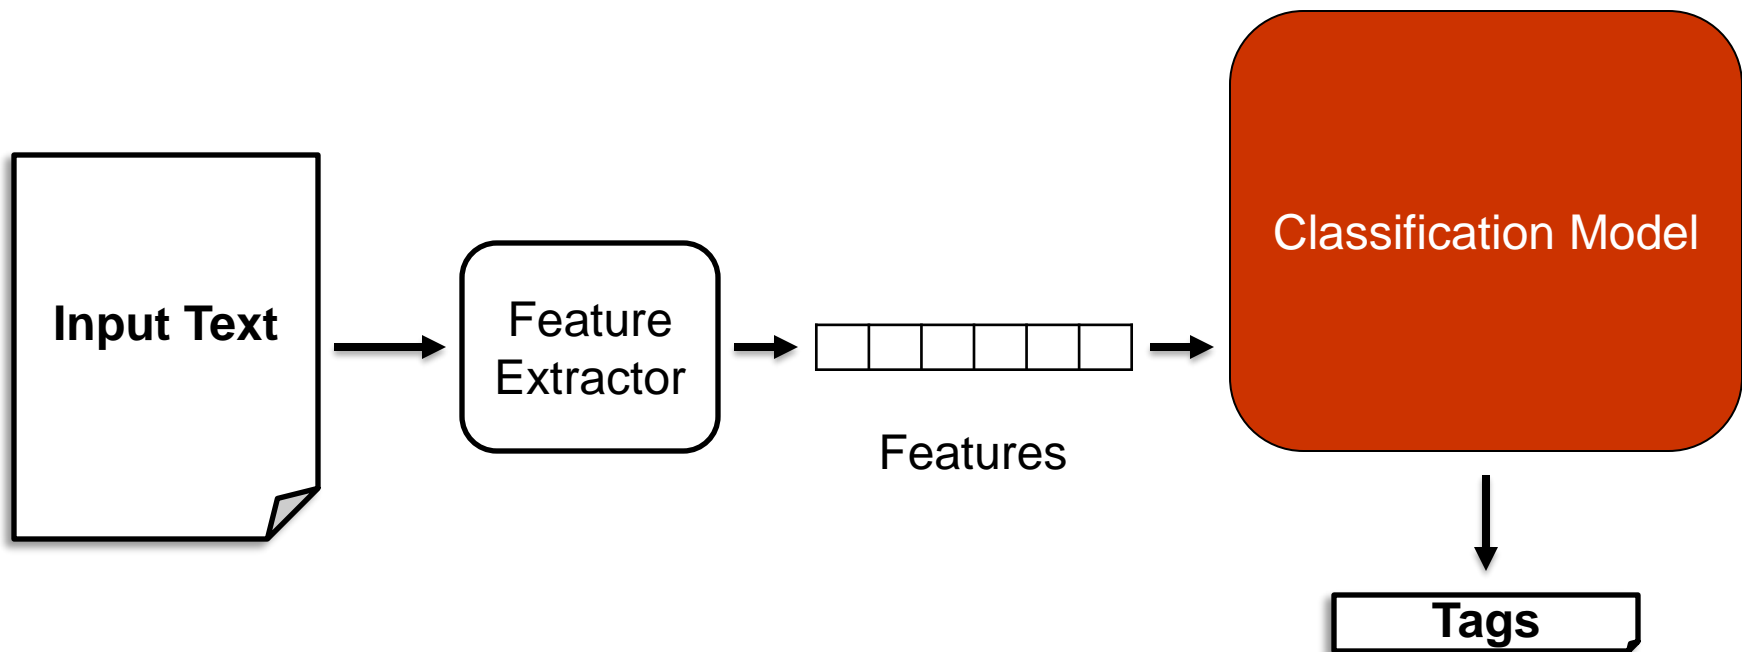 Input Text
Feature
Extractor
Features
Classification Model
Tags